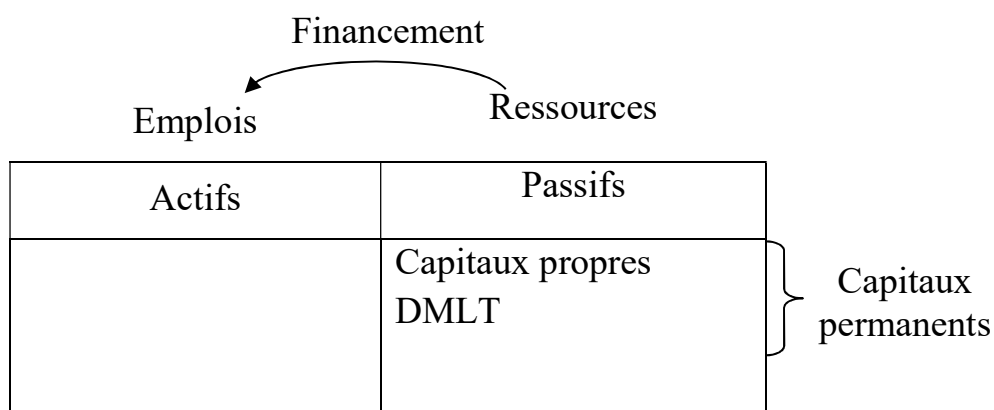 Financement
Emplois
Ressources
Actifs
Passifs
Capitaux propres
DMLT
Capitaux
permanents